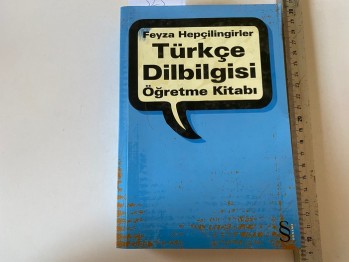 Feyza Hepçilingirler
Türkçe
Dilbilgisi
Öğretme Kitabı